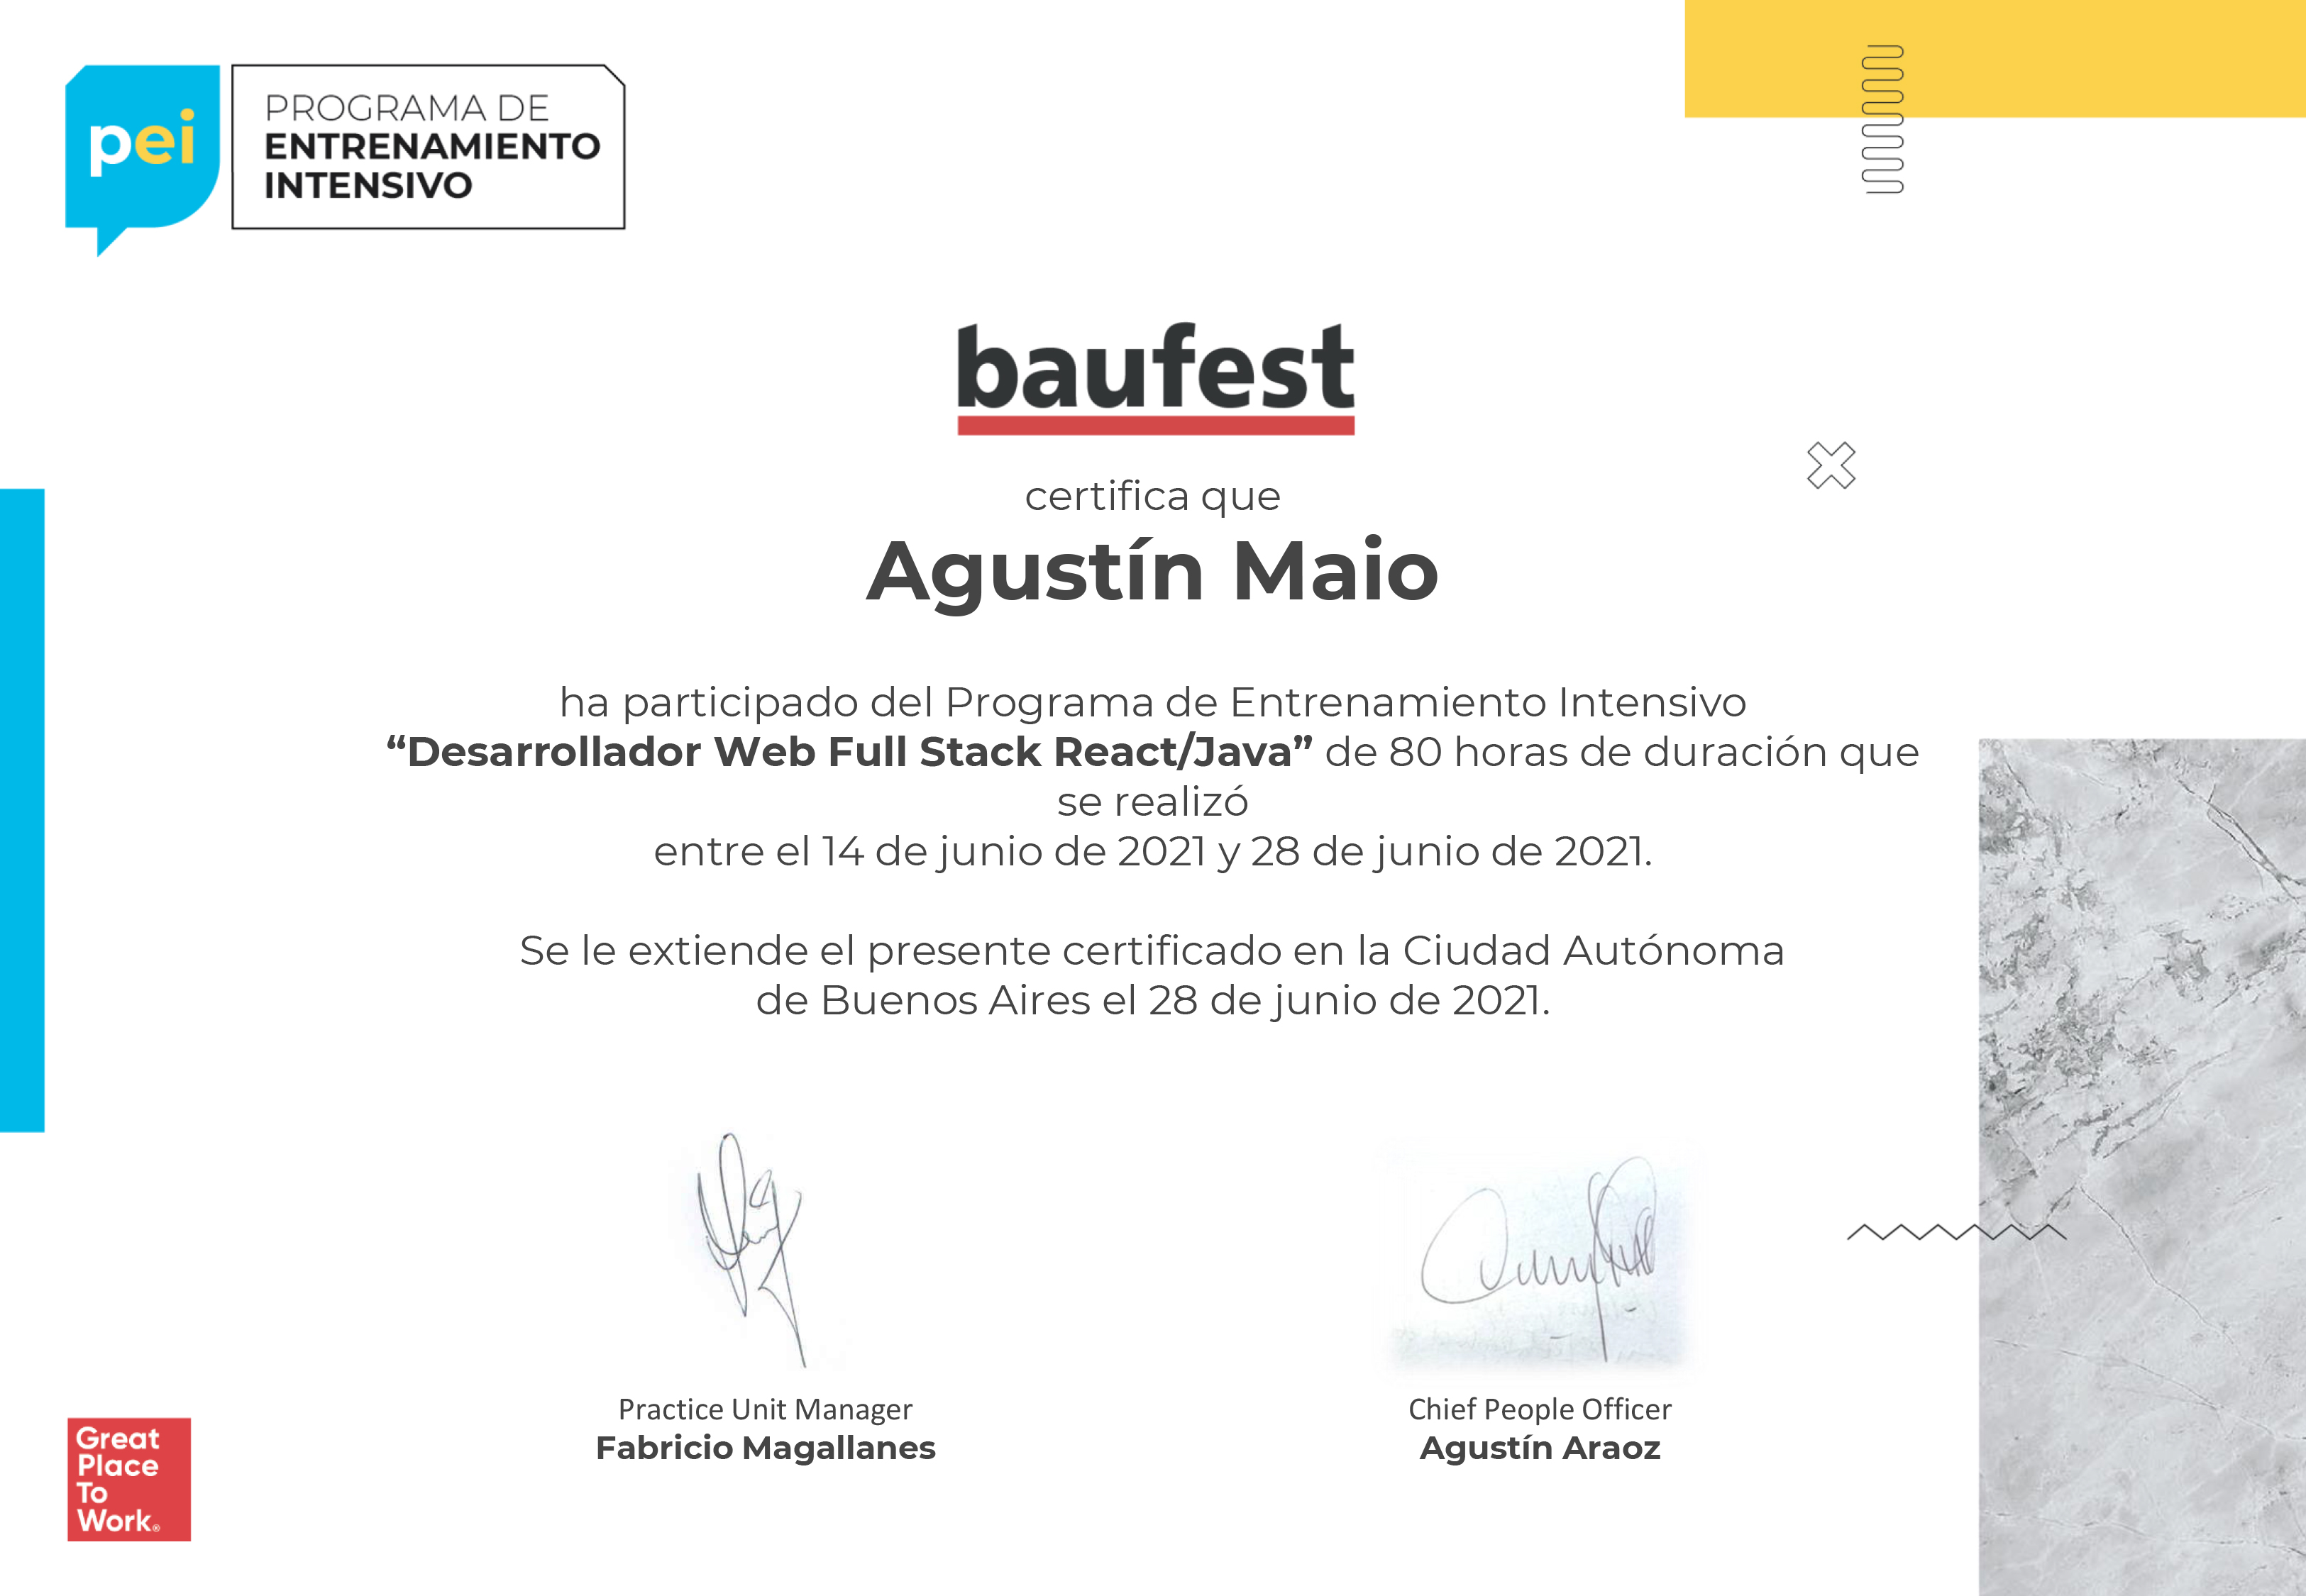 pei
PROGRAMA DE
ENTRENAMIENTO
INTENSIVO
baufest
certifica que
Agustín Maio
ha participado del Programa de Entrenamiento Intensivo
“Desarrollador Web Full Stack React/Java” de 80 horas de duración que
se realizó
entre el 14 de junio de 2021 y 28 de junio de 2021.
Se le extiende el presente certificado en la Ciudad Autónoma
de Buenos Aires el 28 de junio de 2021.
Practice Unit Manager
Fabricio Magallanes
Chief People Officer
Agustín Araoz
Great
Place
To
Work®